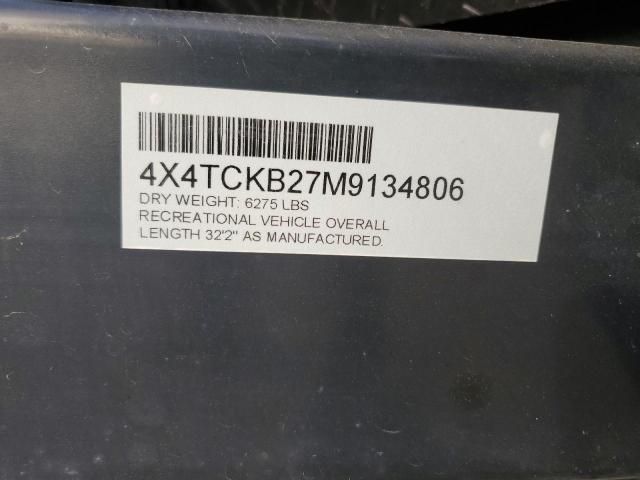 4X4TCKB27M9134806
DRY WEIGHT: 6275 LBS
RECREATIONAL VEHICLE OVERALL
LENGTH 32'2" AS MANUFACTURED.